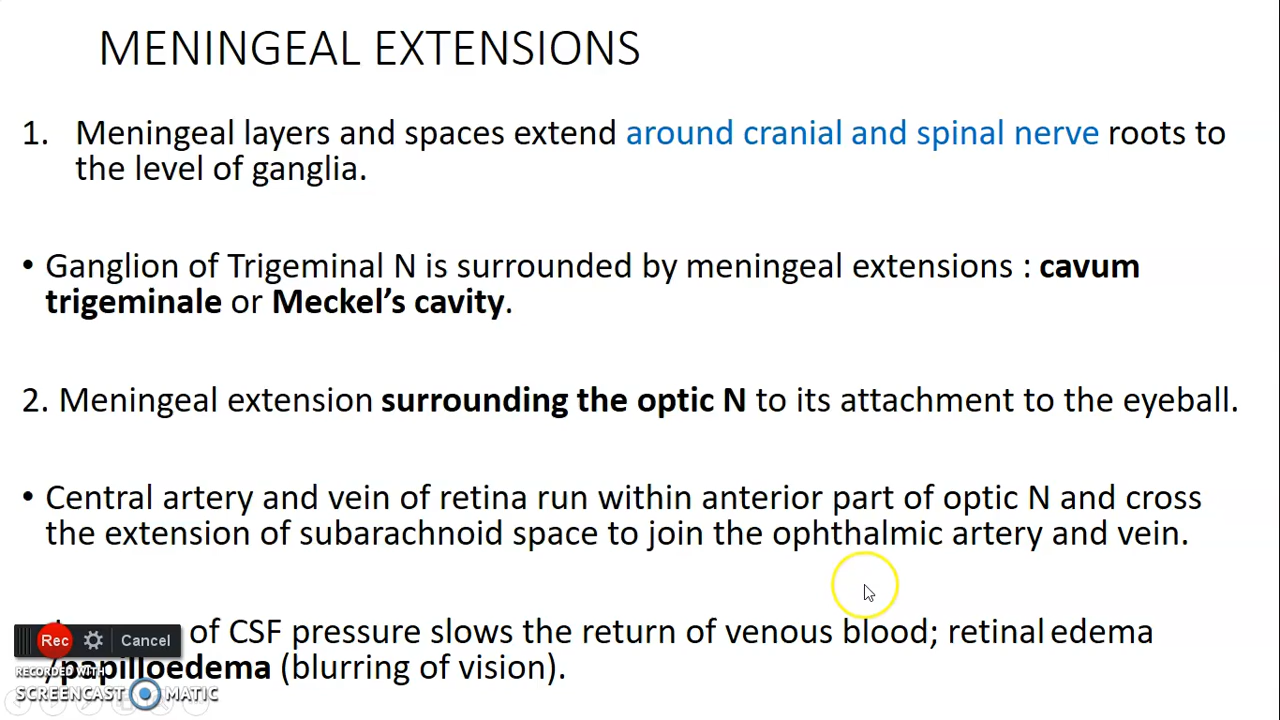 MENINGEAL EXTENSIONS
1. Meningeal layers and spaces extend around cranial and spinal nerve roots to
the level of ganglia.
• Ganglion of Trigeminal N is surrounded by meningeal extensions : cavum
trigeminale or Meckel's cavity.
2. Meningeal extension surrounding the optic N to its attachment to the eyeball.
• Central artery and vein of retina run within anterior part of optic N and cross
the extension of subarachnoid space to join the ophthalmic artery and vein.
of CSF pressure slows the return of venous blood; retinal edema
/papilloedema (blurring of vision).
Rec Cancel
RECORDED WITH
SCREENCAST MATIC